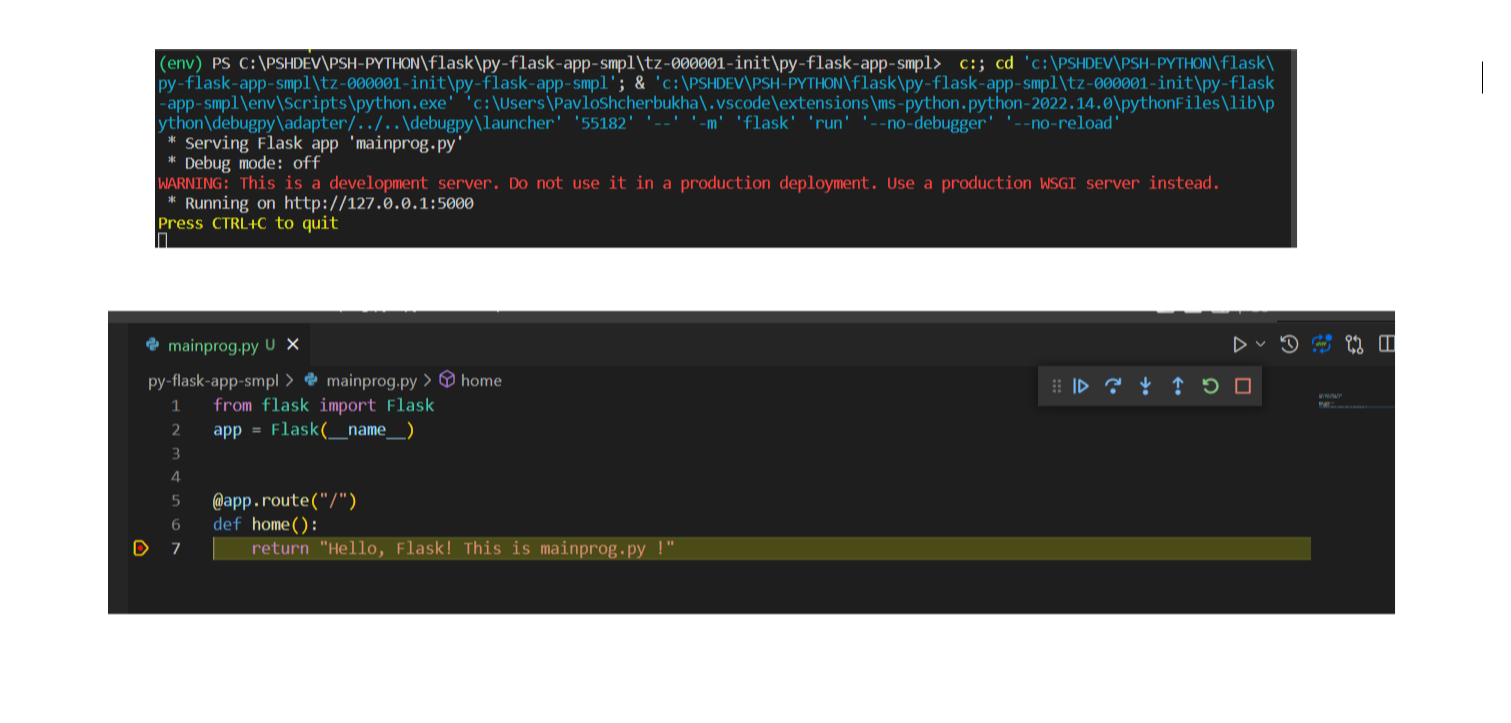 (env) PS C:\PSHDEV\PSH-PYTHON\flask\py-flask-app-smpl\tz-000001-init\py-flask-app-smpl>  c:; cd 'c:\PSHDEV\PSH-PYTHON\flask\
py-flask-app-smpl\tz-000001-init\py-flask-app-smpl'; & 'c:\PSHDEV\PSH-PYTHON\flask\py-flask-app-smpl\tz-000001-init\py-flask
-app-smpl\env\Scripts\python.exe' 'c:\Users\PavloShcherbukha\.vscode\extensions\ms-python.python-2022.14.0\pythonFiles\lib\p
ython\debugpy\adapter/../..\debugpy\launcher' '55182' '--' '-m' 'flask' 'run' '--no-debugger' '--no-reload'
* Serving Flask app 'mainprog.py'
* Debug mode: off
WARNING: This is a development server. Do not use it in a production deployment. Use a production WSGI server instead.
* Running on http://127.0.0.1:5000
Press CTRL+C to quit
mainprog.py U ×
py-flask-app-smpl > mainprog.py > home
1 from flask import Flask
2 app = Flask(__name__)
3
4
5 @app.route("/")
6 def home():
7     return "Hello, Flask! This is mainprog.py !"